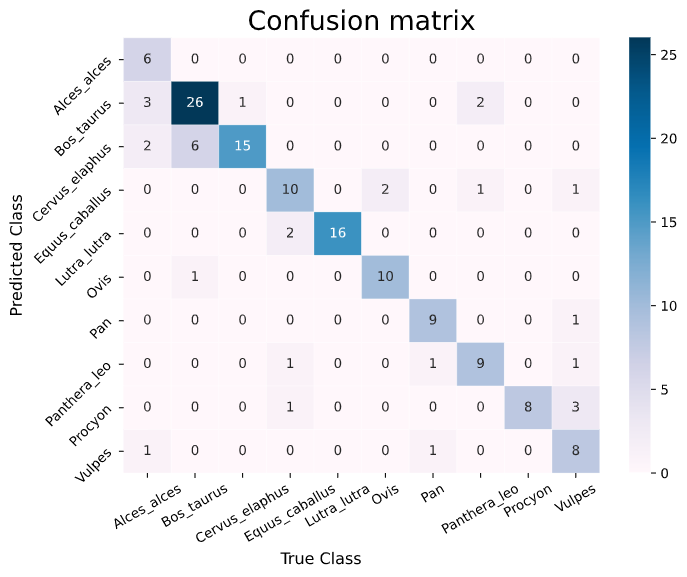 Confusion matrix
Predicted Class
Alces_alces 6 0 0 0 0 0 0 0 0 0
Bos_taurus 3 26 1 0 0 0 0 2 0 0
Cervus_elaphus 2 6 15 0 0 0 0 0 0 0
Equus_caballus 0 0 0 10 0 2 0 1 0 1
Lutra_lutra 0 0 0 2 16 0 0 0 0 0
Ovis 0 1 0 0 0 10 0 0 0 0
Pan 0 0 0 0 0 0 9 0 0 1
Panthera_leo 0 0 0 1 0 0 1 9 0 1
Procyon 0 0 0 1 0 0 0 0 8 3
Vulpes 1 0 0 0 0 0 1 0 0 8
Alces_alces Bos_taurus Cervus_elaphus Equus_caballus Lutra_lutra Ovis Pan Panthera_leo Procyon Vulpes
True Class
25
20
15
10
5
0